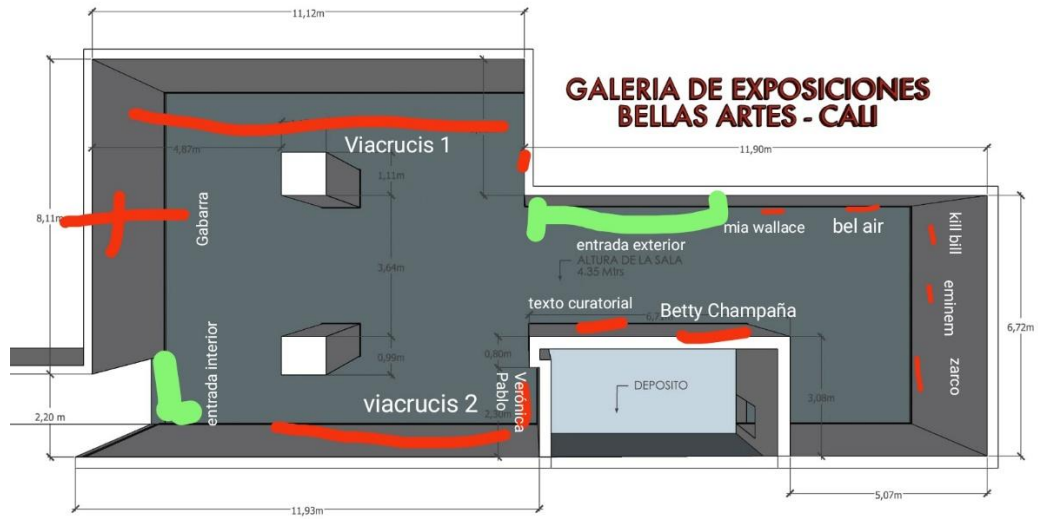 11,12m
GALERIA DE EXPOSICIONES
BELLAS ARTES - CALI
11,90m
4,87m
Viacrucis 1
1,11m
8,11m
Gabarra
3,64m
entrada exterior
ALTURA DE LA SALA
4.35 Mtrs
mia wallace
bel air
kill bill
eminem
zarco
6,72m
texto curatorial
Betty Champaña
0,99m
0,80m
entrada interior
viacrucis 2
Verónica
Pablo
2,30m
DEPOSITO
3,08m
2,20 m
5,07m
11,93m